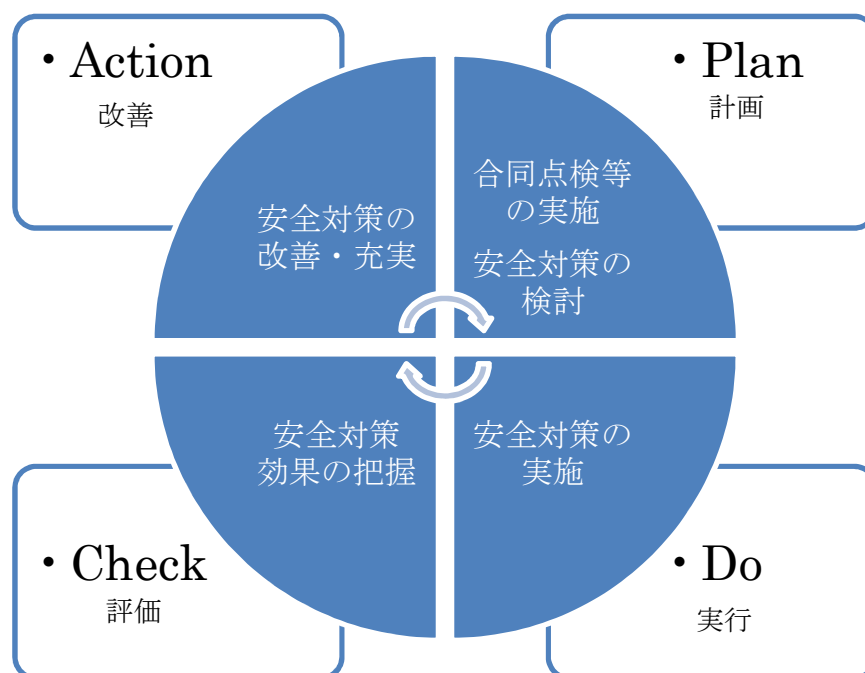 ・Action
改善
・Plan
計画
安全対策の
改善・充実
合同点検等
の実施
安全対策の
検討
安全対策
効果の把握
安全対策の
実施
・Check
評価
・Do
実行